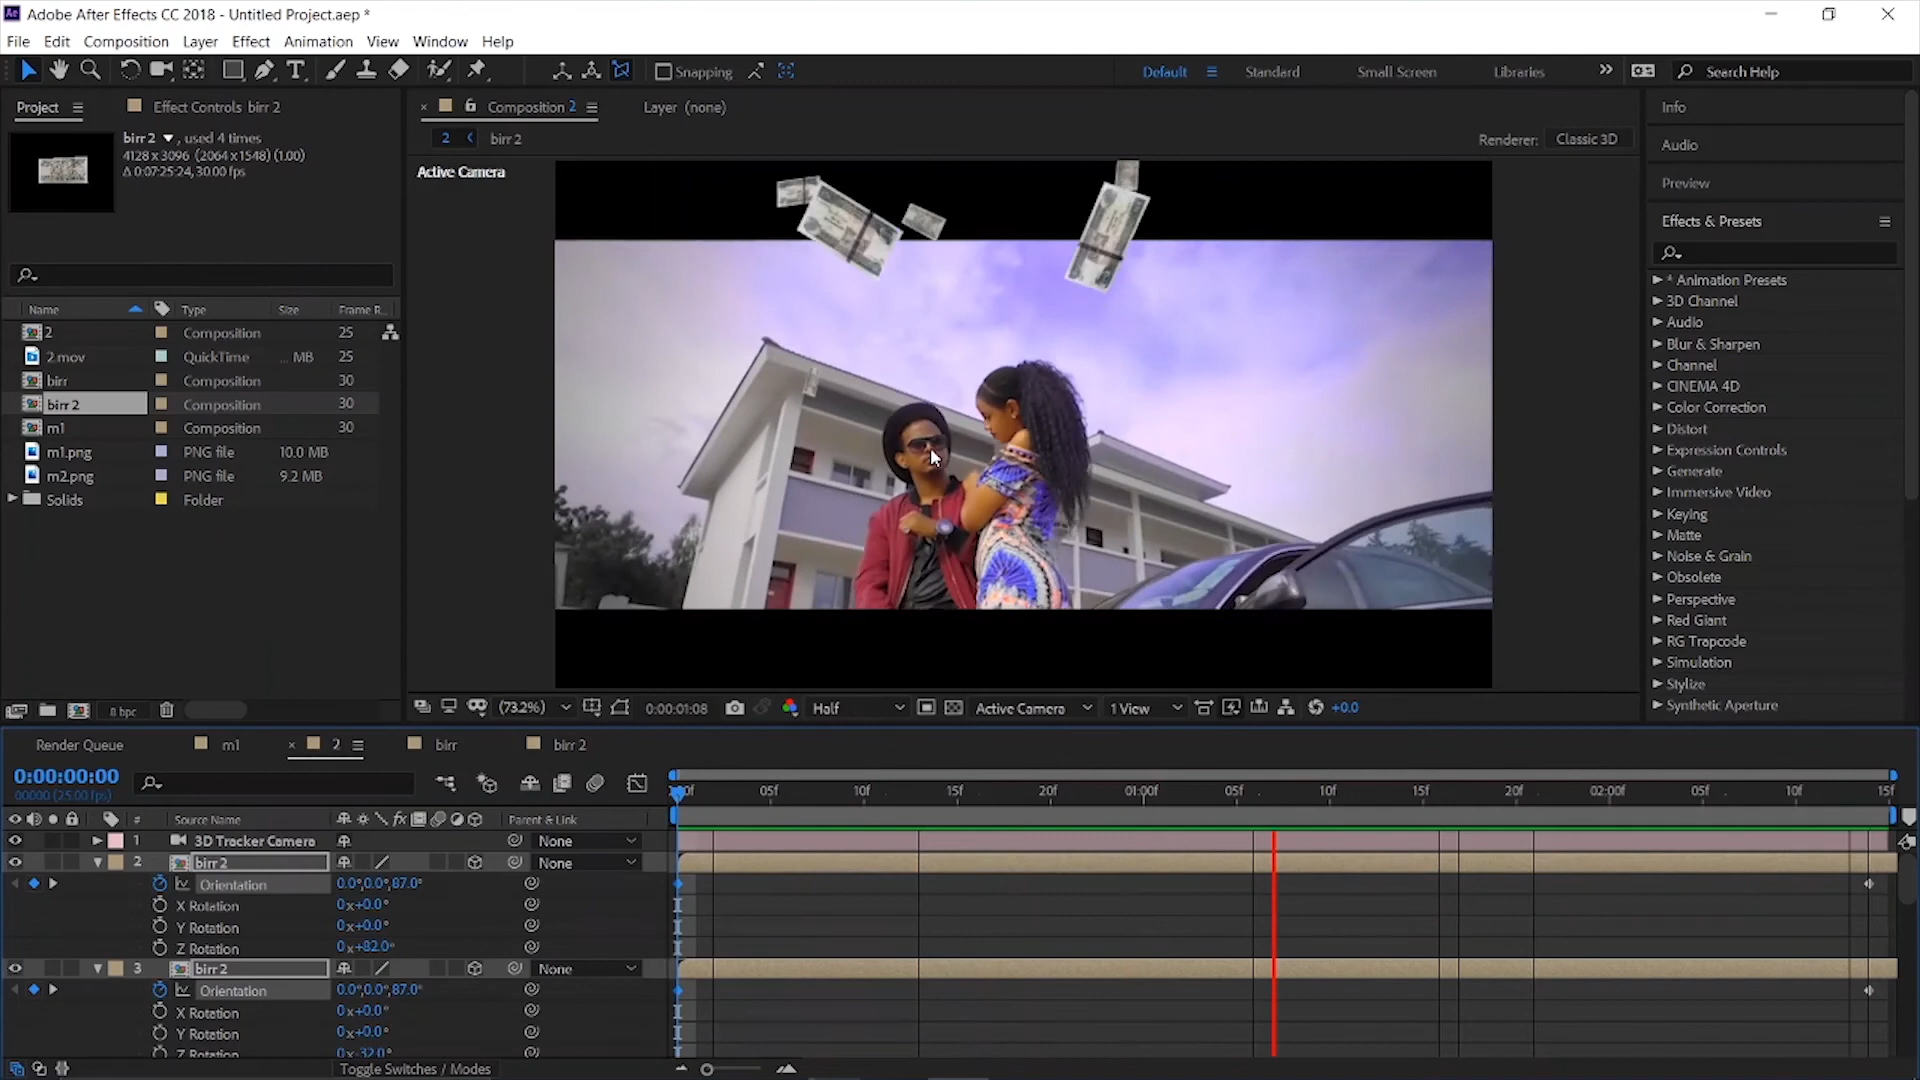 Adobe After Effects CC 2018 - Untitled Project.aep *
File Edit Composition Layer Effect Animation View Window Help
Snapping Default Standard Small Screen Libraries Search Help
Project Effect Controls birr 2
birr 2 , used 4 times
4128 x 3096 (2064 x 1548) (1.00)
Δ 0:07:25:24, 30.00 fps
Composition 2 Layer (none)
2 birr 2 Renderer: Classic 3D
Active Camera
Name Type Size Frame R...
2 Composition 25
2.mov QuickTime ... MB 25
birr Composition 30
birr 2 Composition 30
m1 Composition 30
m1.png PNG file 10.0 MB
m2.png PNG file 9.2 MB
Solids Folder
8 bpc
(73.2%) 0:00:01:08 Half Active Camera 1 View +0.0
Info
Audio
Preview
Effects & Presets
* Animation Presets
3D Channel
Audio
Blur & Sharpen
Channel
CINEMA 4D
Color Correction
Distort
Expression Controls
Generate
Immersive Video
Keying
Matte
Noise & Grain
Obsolete
Perspective
Red Giant
RG Trapcode
Simulation
Stylize
Synthetic Aperture
Render Queue m1 2 birr birr 2
0:00:00:00
00000 (25.00 fps)
05f 10f 15f 20f 01:00f 05f 10f 15f 20f 02:00f 05f 10f 15f
# Source Name fx Parent & Link
1 3D Tracker Camera None
2 birr 2 None
Orientation 0.0°,0.0°,87.0°
X Rotation 0x+0.0°
Y Rotation 0x+0.0°
Z Rotation 0x+82.0°
3 birr 2 None
Orientation 0.0°,0.0°,87.0°
X Rotation 0x+0.0°
Y Rotation 0x+0.0°
Z Rotation 0x-32.0°
Toggle Switches / Modes